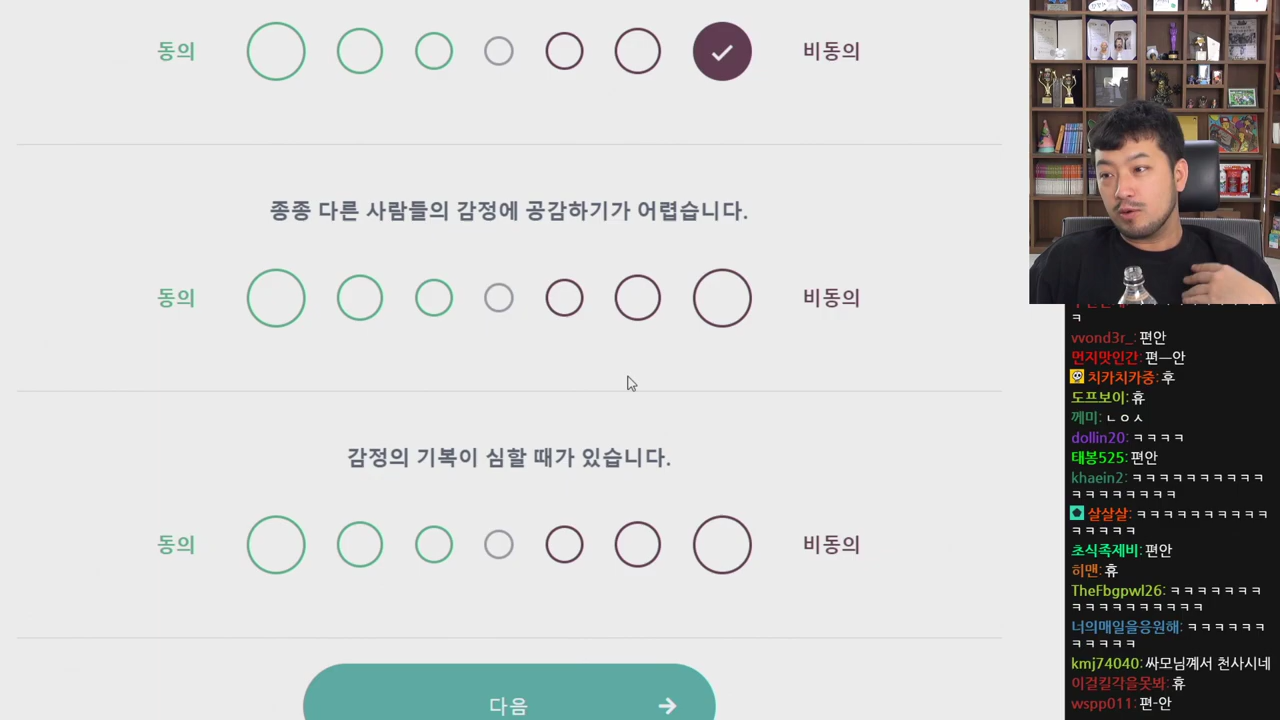 동의 비동의
종종 다른 사람들의 감정에 공감하기가 어렵습니다.
동의 비동의
감정의 기복이 심할 때가 있습니다.
동의 비동의
다음
ㅋ
vvond3r_: 편안
먼지맛인간: 편ㅡ안
치카치카중: 후
도프보이: 휴
께미: ㄴㅇㅅ
dollin20: ㅋㅋㅋㅋ
태봉525: 편안
khaein2: ㅋㅋㅋㅋㅋㅋㅋㅋㅋㅋ
ㅋㅋㅋㅋㅋㅋㅋㅋ
살살살: ㅋㅋㅋㅋㅋㅋㅋㅋㅋㅋ
ㅋㅋㅋㅋㅋ
초식족제비: 편안
히맨: 휴
TheFbgpwl26: ㅋㅋㅋㅋㅋㅋㅋ
ㅋㅋㅋㅋㅋㅋㅋㅋㅋㅋ
너의매일을응원해: ㅋㅋㅋㅋㅋㅋ
ㅋㅋㅋㅋㅋ
kmj74040: 싸모님꼐서 천사시네
이걸킬각을못봐: 휴
wspp011: 편-안